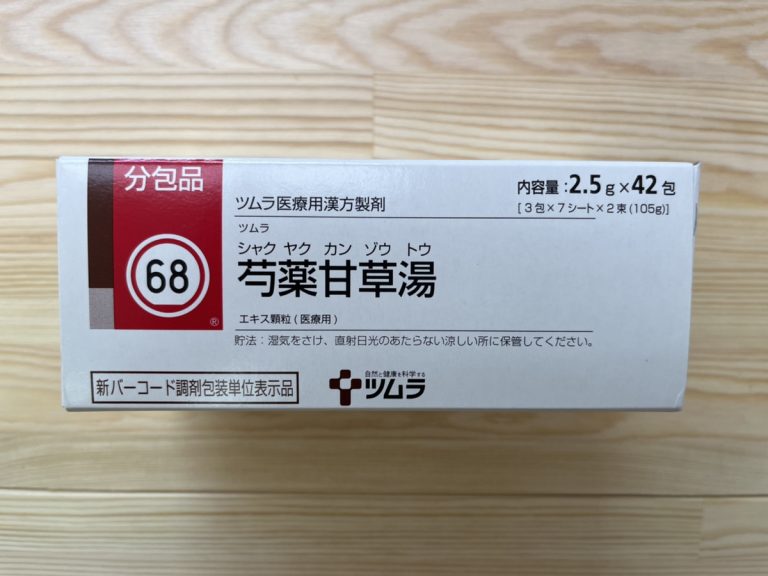 分包品
68
®
ツムラ医療用漢方製剤
内容量:2.5g×42包
[3包×7シート×2束(105g)]
ツムラ
シャク ヤク カン ゾウ トウ
芍薬甘草湯
エキス顆粒(医療用)
貯法:湿気をさけ、直射日光のあたらない涼しい所に保管してください。
新バーコード調剤包装単位表示品
自然と健康を科学する
ツムラ